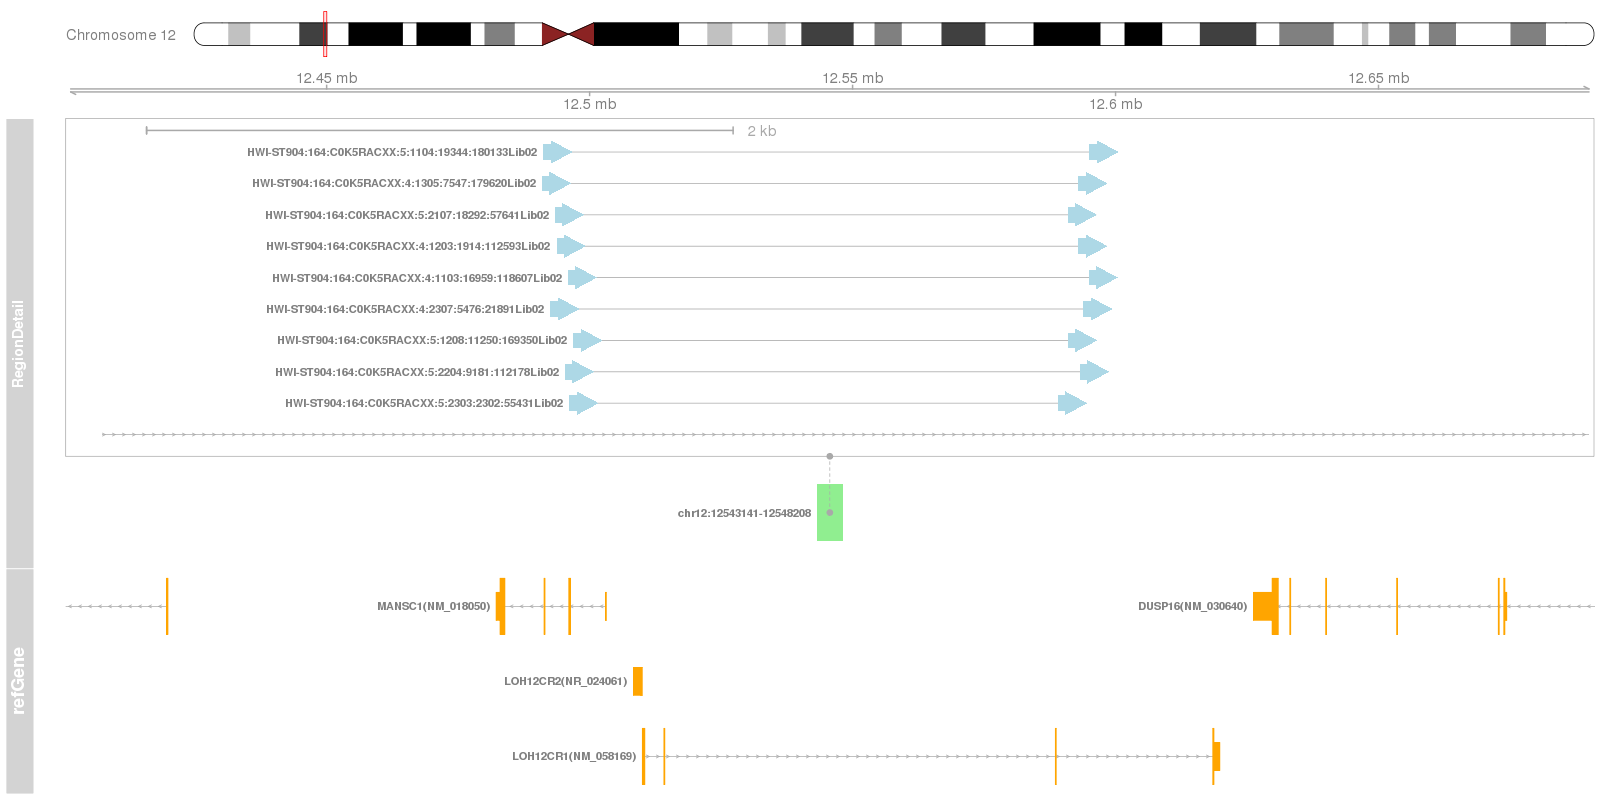 Chromosome 12
12.45 mb
12.55 mb
12.65 mb
12.5 mb
12.6 mb
2 kb
HWI-ST904:164:C0K5RACXX:5:1104:19344:180133Lib02
HWI-ST904:164:C0K5RACXX:4:1305:7547:179620Lib02
HWI-ST904:164:C0K5RACXX:5:2107:18292:57641Lib02
HWI-ST904:164:C0K5RACXX:4:1203:1914:112593Lib02
HWI-ST904:164:C0K5RACXX:4:1103:16959:118607Lib02
HWI-ST904:164:C0K5RACXX:4:2307:5476:21891Lib02
HWI-ST904:164:C0K5RACXX:5:1208:11250:169350Lib02
HWI-ST904:164:C0K5RACXX:5:2204:9181:112178Lib02
HWI-ST904:164:C0K5RACXX:5:2303:2302:55431Lib02
RegionDetail
chr12:12543141-12548208
MANSC1(NM_018050)
DUSP16(NM_030640)
refGene
LOH12CR2(NR_024061)
LOH12CR1(NM_058169)